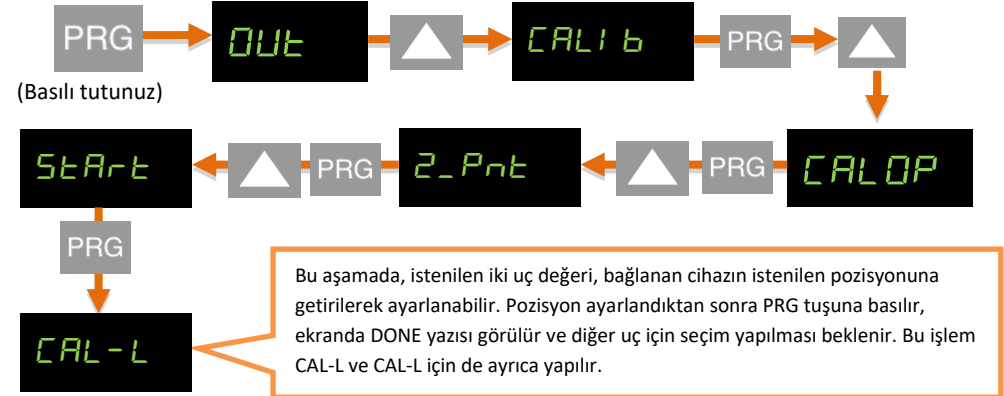 PRG
OUt
CALI b
PRG
(Basılı tutunuz)
StArt
PRG
2_Pnt
PRG
CALOP
PRG
Bu aşamada, istenilen iki uç değeri, bağlanan cihazın istenilen pozisyonuna
getirilerek ayarlanabilir. Pozisyon ayarlandıktan sonra PRG tuşuna basılır,
ekranda DONE yazısı görülür ve diğer uç için seçim yapılması beklenir. Bu işlem
CAL-L ve CAL-L için de ayrıca yapılır.
CAL-L